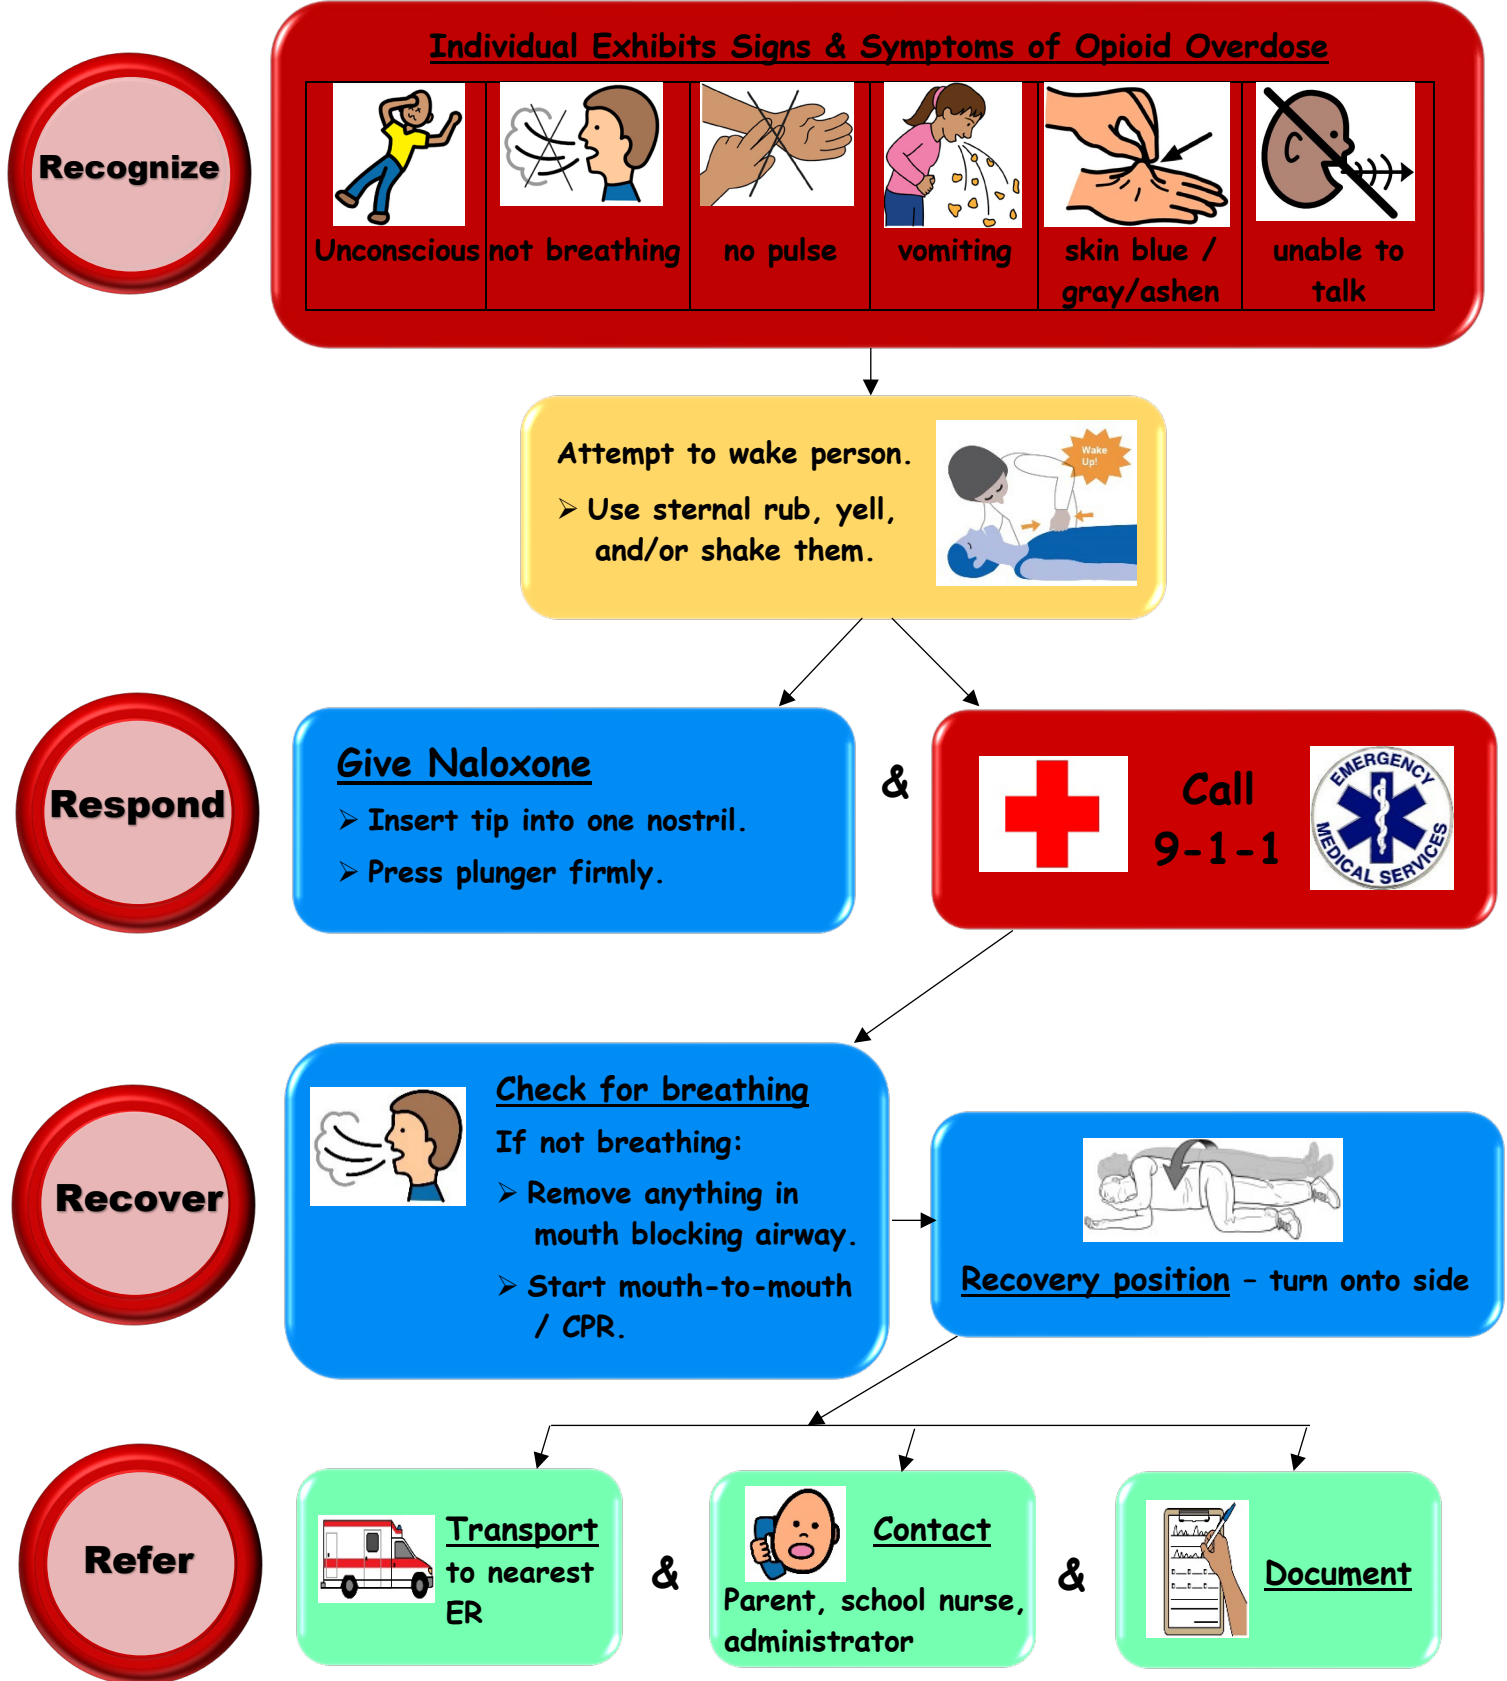 Recognize
Individual Exhibits Signs & Symptoms of Opioid Overdose
Unconscious
not breathing
no pulse
vomiting
skin blue /
gray/ashen
unable to
talk
Attempt to wake person.
➢ Use sternal rub, yell,
and/or shake them.
Wake
Up!
Respond
Give Naloxone
➢ Insert tip into one nostril.
➢ Press plunger firmly.
&
Call
9-1-1
EMERGENCY
MEDICAL SERVICES
Recover
Check for breathing
If not breathing:
➢ Remove anything in
mouth blocking airway.
➢ Start mouth-to-mouth
/ CPR.
Recovery position – turn onto side
Refer
Transport
to nearest
ER
&
Contact
Parent, school nurse,
administrator
&
Document